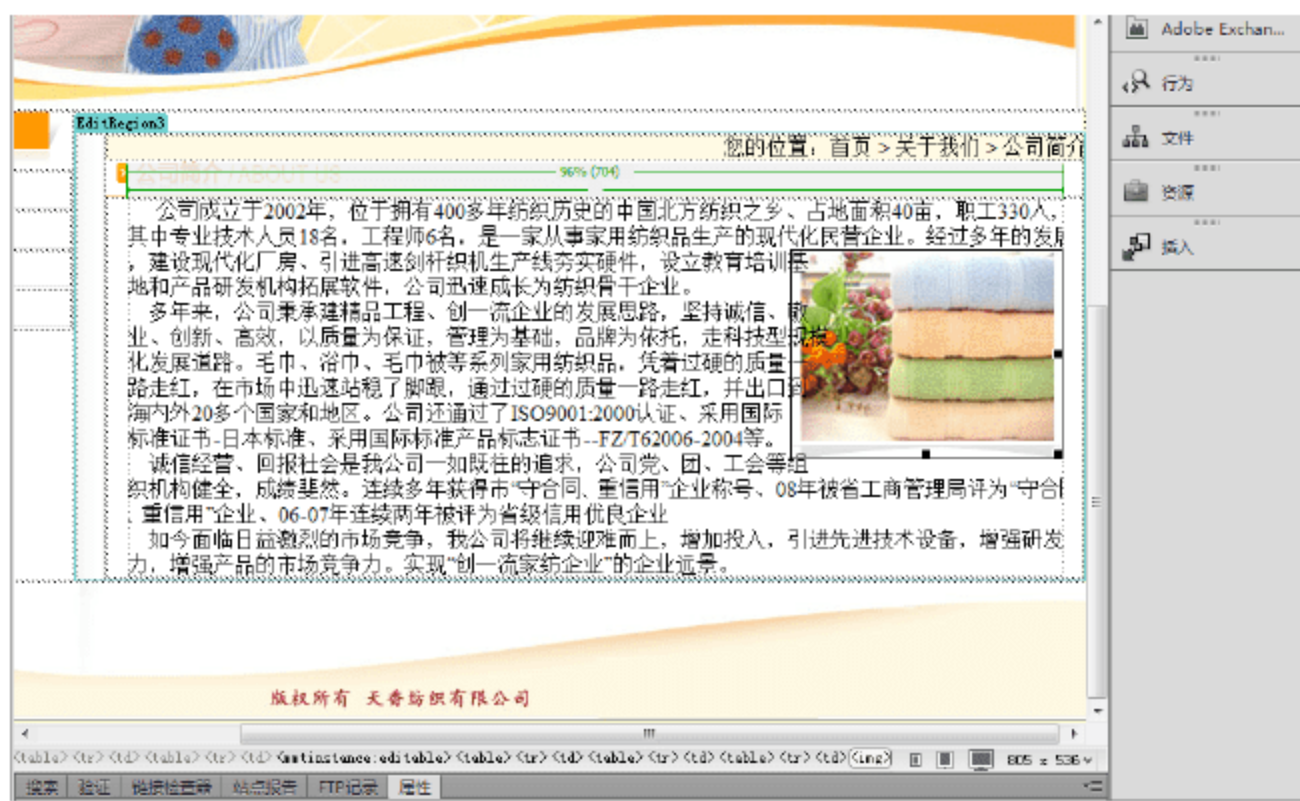 Adobe Exchan...
行为
文件
资源
插入
EditRegion3
您的位置：首页 > 关于我们 > 公司简介
公司简介 / ABOUT US
96% (704)
公司成立于2002年，位于拥有400多年纺织历史的中国北方纺织之乡、占地面积40亩，职工330人，
其中专业技术人员18名，工程师6名，是一家从事家用纺织品生产的现代化民营企业。经过多年的发展
，建设现代化厂房、引进高速剑杆织机生产线夯实硬件，设立教育培训基
地和产品研发机构拓展软件，公司迅速成长为纺织骨干企业。
多年来，公司秉承建精品工程、创一流企业的发展思路，坚持诚信、敬
业、创新、高效，以质量为保证，管理为基础，品牌为依托，走科技型规模
化发展道路。毛巾、浴巾、毛巾被等系列家用纺织品，凭着过硬的质量一
路走红，在市场中迅速站稳了脚跟，通过过硬的质量一路走红，并出口到
海内外20多个国家和地区。公司还通过了ISO9001:2000认证、采用国际
标准证书-日本标准、采用国际标准产品标志证书--FZ/T62006-2004等。
诚信经营、回报社会是我公司一如既往的追求，公司党、团、工会等组
织机构健全，成绩斐然。连续多年获得市“守合同、重信用”企业称号、08年被省工商管理局评为“守合同
、重信用”企业、06-07年连续两年被评为省级信用优良企业
如今面临日益激烈的市场竞争，我公司将继续迎难而上，增加投入，引进先进技术设备，增强研发
力，增强产品的市场竞争力。实现“创一流家纺企业”的企业远景。
版权所有 天香纺织有限公司
<table> <tr> <td> <table> <tr> <td> <mmtinstance:editable> <table> <tr> <td> <table> <tr> <td> <table> <tr> <td> <img> 805 x 536
搜索 验证 链接检查器 站点报告 FTP记录 属性